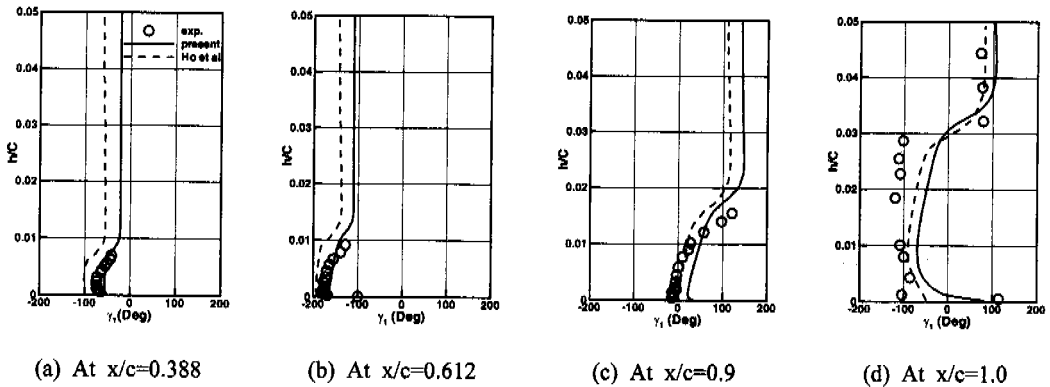 0.05
0.04
0.03
0.02
0.01
0
h/C
exp.
present
Ho et al
-200 -100 0 100 200
γ₁(Deg)
(a) At x/c=0.388
0.05
0.04
0.03
0.02
0.01
0
h/C
-200 -100 0 100 200
γ₁ (Deg)
(b) At x/c=0.612
0.05
0.04
0.03
0.02
0.01
0
h/C
-200 -100 0 100 200
γ₁ (Deg)
(c) At x/c=0.9
0.05
0.04
0.03
0.02
0.01
0
h/C
-200 -100 0 100 200
γ₁ (Deg)
(d) At x/c=1.0